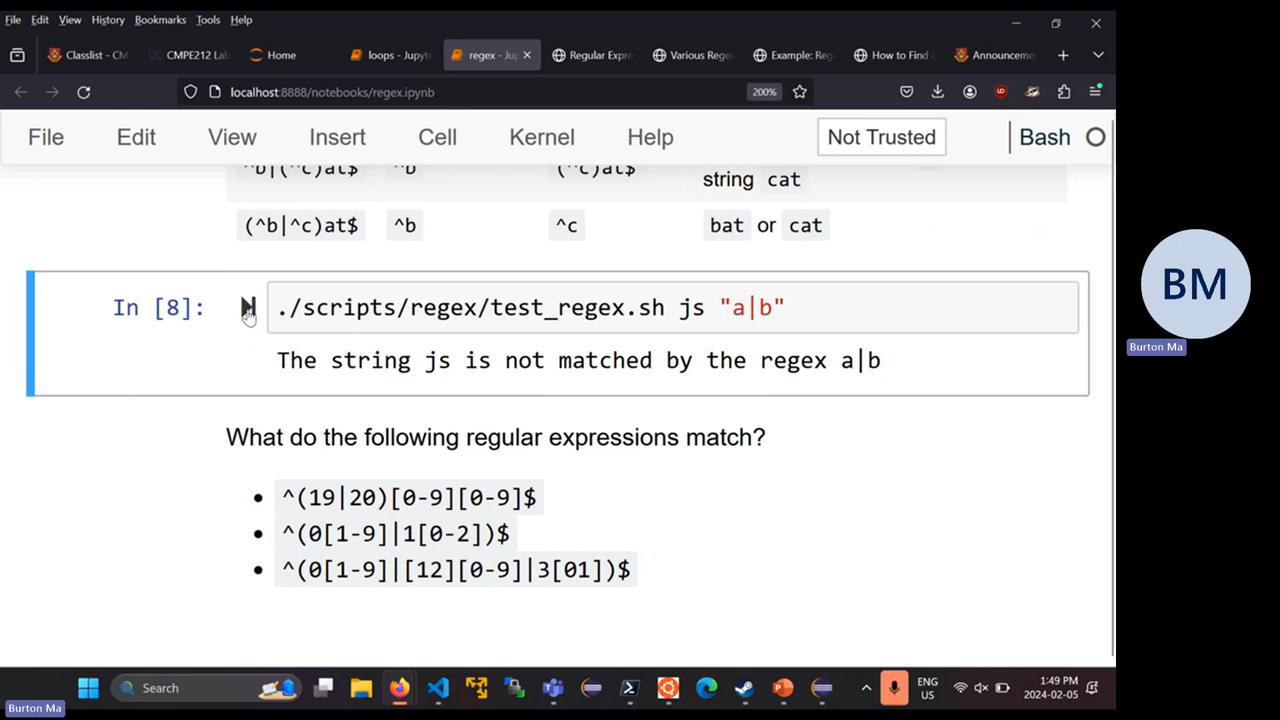 File Edit View History Bookmarks Tools Help
Classlist - CM CMPE212 Lab Home loops - Jupyt regex - Jup Regular Expre Various Rege Example: Reg How to Find Announceme
localhost:8888/notebooks/regex.ipynb 200%
File Edit View Insert Cell Kernel Help Not Trusted Bash
^b|(^c)at$ ^b (^c)at$
string cat
(^b|^c)at$ ^b ^c bat or cat
In [8]: ./scripts/regex/test_regex.sh js "a|b"
The string js is not matched by the regex a|b
What do the following regular expressions match?
• ^(19|20)[0-9][0-9]$
• ^(0[1-9]|1[0-2])$
• ^(0[1-9]|[12][0-9]|3[01])$
BM
Burton Ma
Search
ENG
US
1:49 PM
2024-02-05
Burton Ma